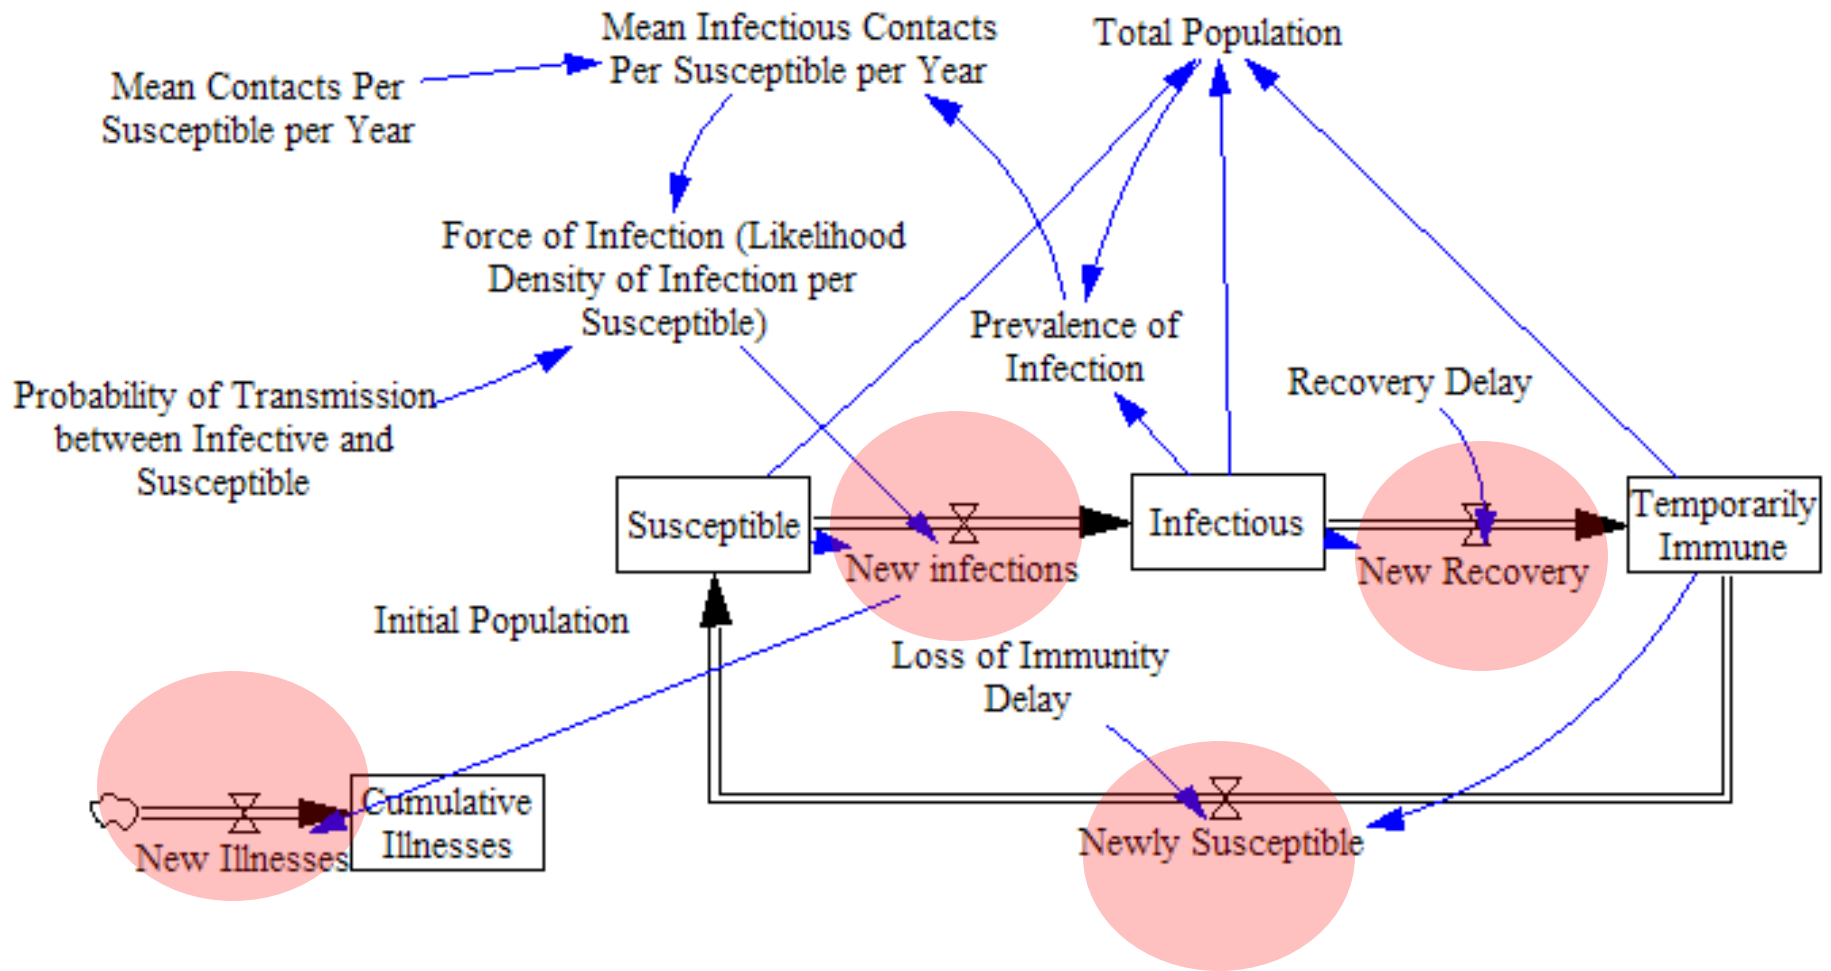 Mean Infectious Contacts
Per Susceptible per Year
Total Population
Mean Contacts Per
Susceptible per Year
Force of Infection (Likelihood
Density of Infection per
Susceptible)
Prevalence of
Infection
Recovery Delay
Probability of Transmission
between Infective and
Susceptible
Susceptible
Infectious
Temporarily
Immune
New infections
New Recovery
Initial Population
Loss of Immunity
Delay
Cumulative
Illnesses
New Illnesses
Newly Susceptible